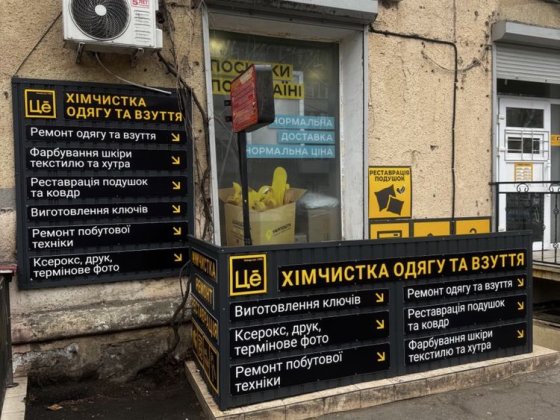 Це
ХІМЧИСТКА
ОДЯГУ ТА ВЗУТТЯ
Ремонт одягу та взуття
Фарбування шкіри
текстилю та хутра
Реставрація подушок
та ковдр
Виготовлення ключів
Ремонт побутової
техніки
Ксерокс, друк,
термінове фото
НОРМАЛЬНА
ДОСТАВКА
НОРМАЛЬНА ЦІНА
РЕСТАВРАЦІЯ
ПОДУШОК
Це
ХІМЧИСТКА ОДЯГУ ТА ВЗУТТЯ
Виготовлення ключів
Ксерокс, друк,
термінове фото
Ремонт побутової
техніки
Ремонт одягу та взуття
Реставрація подушок
та ковдр
Фарбування шкіри
текстилю та хутра